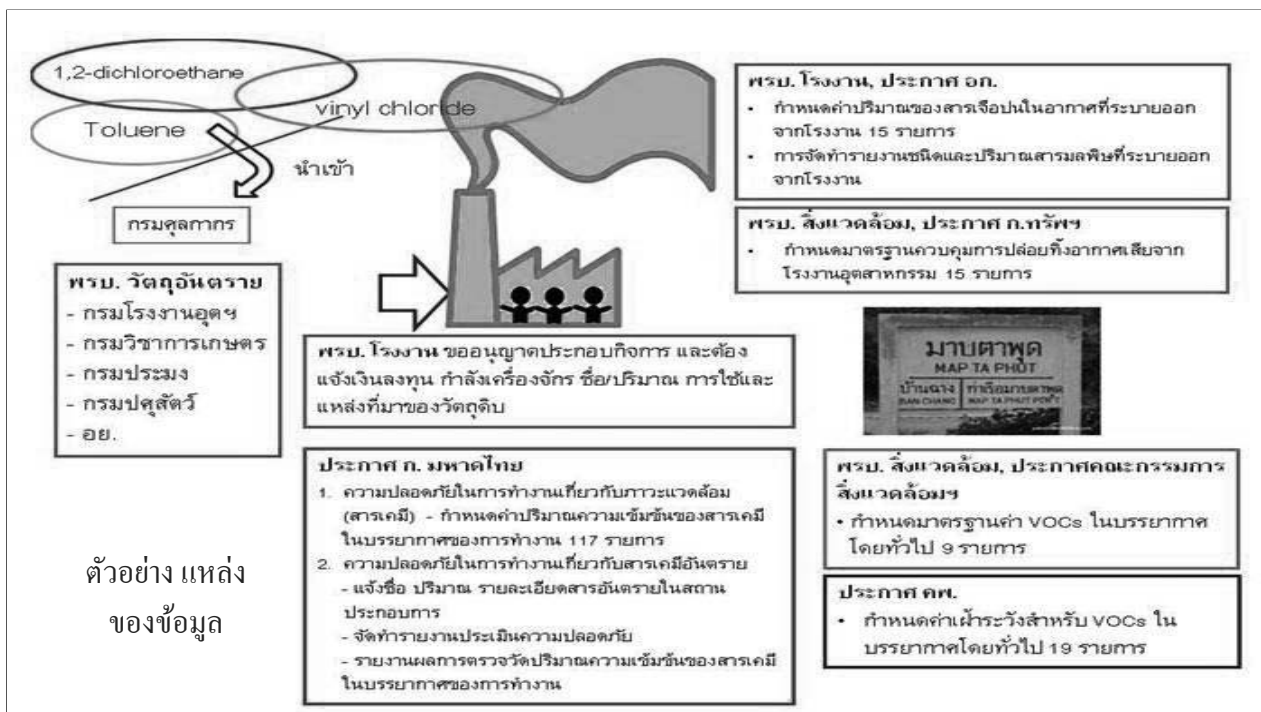 1,2-dichloroethane
vinyl chloride
Toluene
นำเข้า
กรมศุลกากร
พรบ. วัตถุอันตราย
- กรมโรงงานอุตฯ
- กรมวิชาการเกษตร
- กรมประมง
- กรมปศุสัตว์
- อย.
พรบ. โรงงาน, ประกาศ อก.
• กำหนดค่าปริมาณของสารเจือปนในอากาศที่ระบายออก
จากโรงงาน 15 รายการ
• การจัดทำรายงานชนิดและปริมาณสารมลพิษที่ระบายออก
จากโรงงาน
พรบ. สิ่งแวดล้อม, ประกาศ ก.ทรัพฯ
• กำหนดมาตรฐานควบคุมการปล่อยทิ้งอากาศเสียจาก
โรงงานอุตสาหกรรม 15 รายการ
พรบ. โรงงาน ขออนุญาตประกอบกิจการ และต้อง
แจ้งเงินลงทุน กำลังเครื่องจักร ชื่อ/ปริมาณ การใช้และ
แหล่งที่มาของวัตถุดิบ
มาบตาพุด
MAP TA PHUT
บ้านฉาง
BAN CHANG
ท่าเรือมาบตาพุด
MAP TA PHUT PORT
ประกาศ ก. มหาดไทย
1. ความปลอดภัยในการทำงานเกี่ยวกับภาวะแวดล้อม
(สารเคมี) - กำหนดค่าปริมาณความเข้มข้นของสารเคมี
ในบรรยากาศของการทำงาน 117 รายการ
2. ความปลอดภัยในการทำงานเกี่ยวกับสารเคมีอันตราย
- แจ้งชื่อ ปริมาณ รายละเอียดสารอันตรายในสถาน
ประกอบการ
- จัดทำรายงานประเมินความปลอดภัย
- รายงานผลการตรวจวัดปริมาณความเข้มข้นของสารเคมี
ในบรรยากาศของการทำงาน
พรบ. สิ่งแวดล้อม, ประกาศคณะกรรมการ
สิ่งแวดล้อมฯ
• กำหนดมาตรฐานค่า VOCs ในบรรยากาศ
โดยทั่วไป 9 รายการ
ประกาศ คพ.
• กำหนดค่าเฝ้าระวังสำหรับ VOCs ใน
บรรยากาศโดยทั่วไป 19 รายการ
ตัวอย่าง แหล่ง
ของข้อมูล